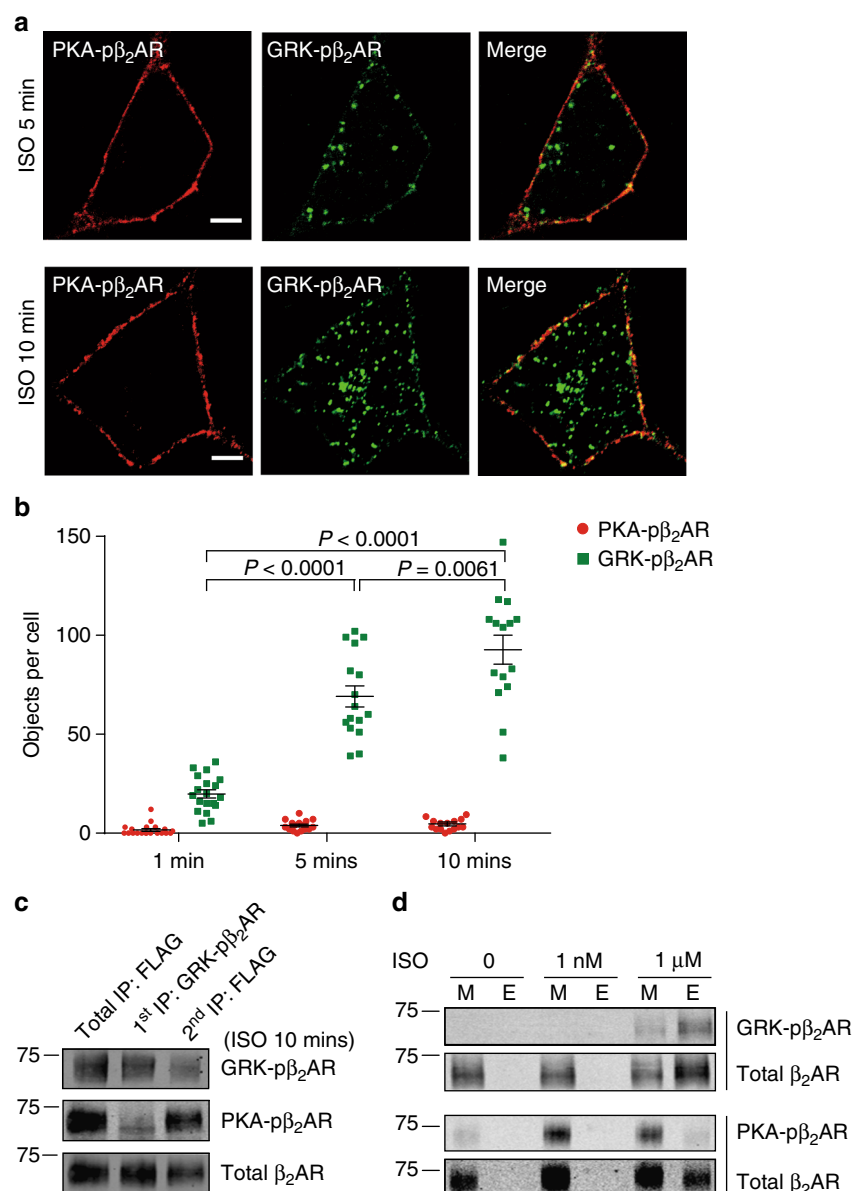 a
PKA-pβ₂AR GRK-pβ₂AR Merge
ISO 5 min
PKA-pβ₂AR GRK-pβ₂AR Merge
ISO 10 min
b
150
100
50
0
Objects per cell
P < 0.0001
P < 0.0001 P = 0.0061
PKA-pβ₂AR
GRK-pβ₂AR
1 min 5 mins 10 mins
c
Total IP: FLAG
1st IP: GRK-pβ₂AR
2nd IP: FLAG
(ISO 10 mins)
75
GRK-pβ₂AR
75
PKA-pβ₂AR
75
Total β₂AR
d
ISO 0 1 nM 1 μM
M E M E M E
75
GRK-pβ₂AR
75
Total β₂AR
75
PKA-pβ₂AR
75
Total β₂AR